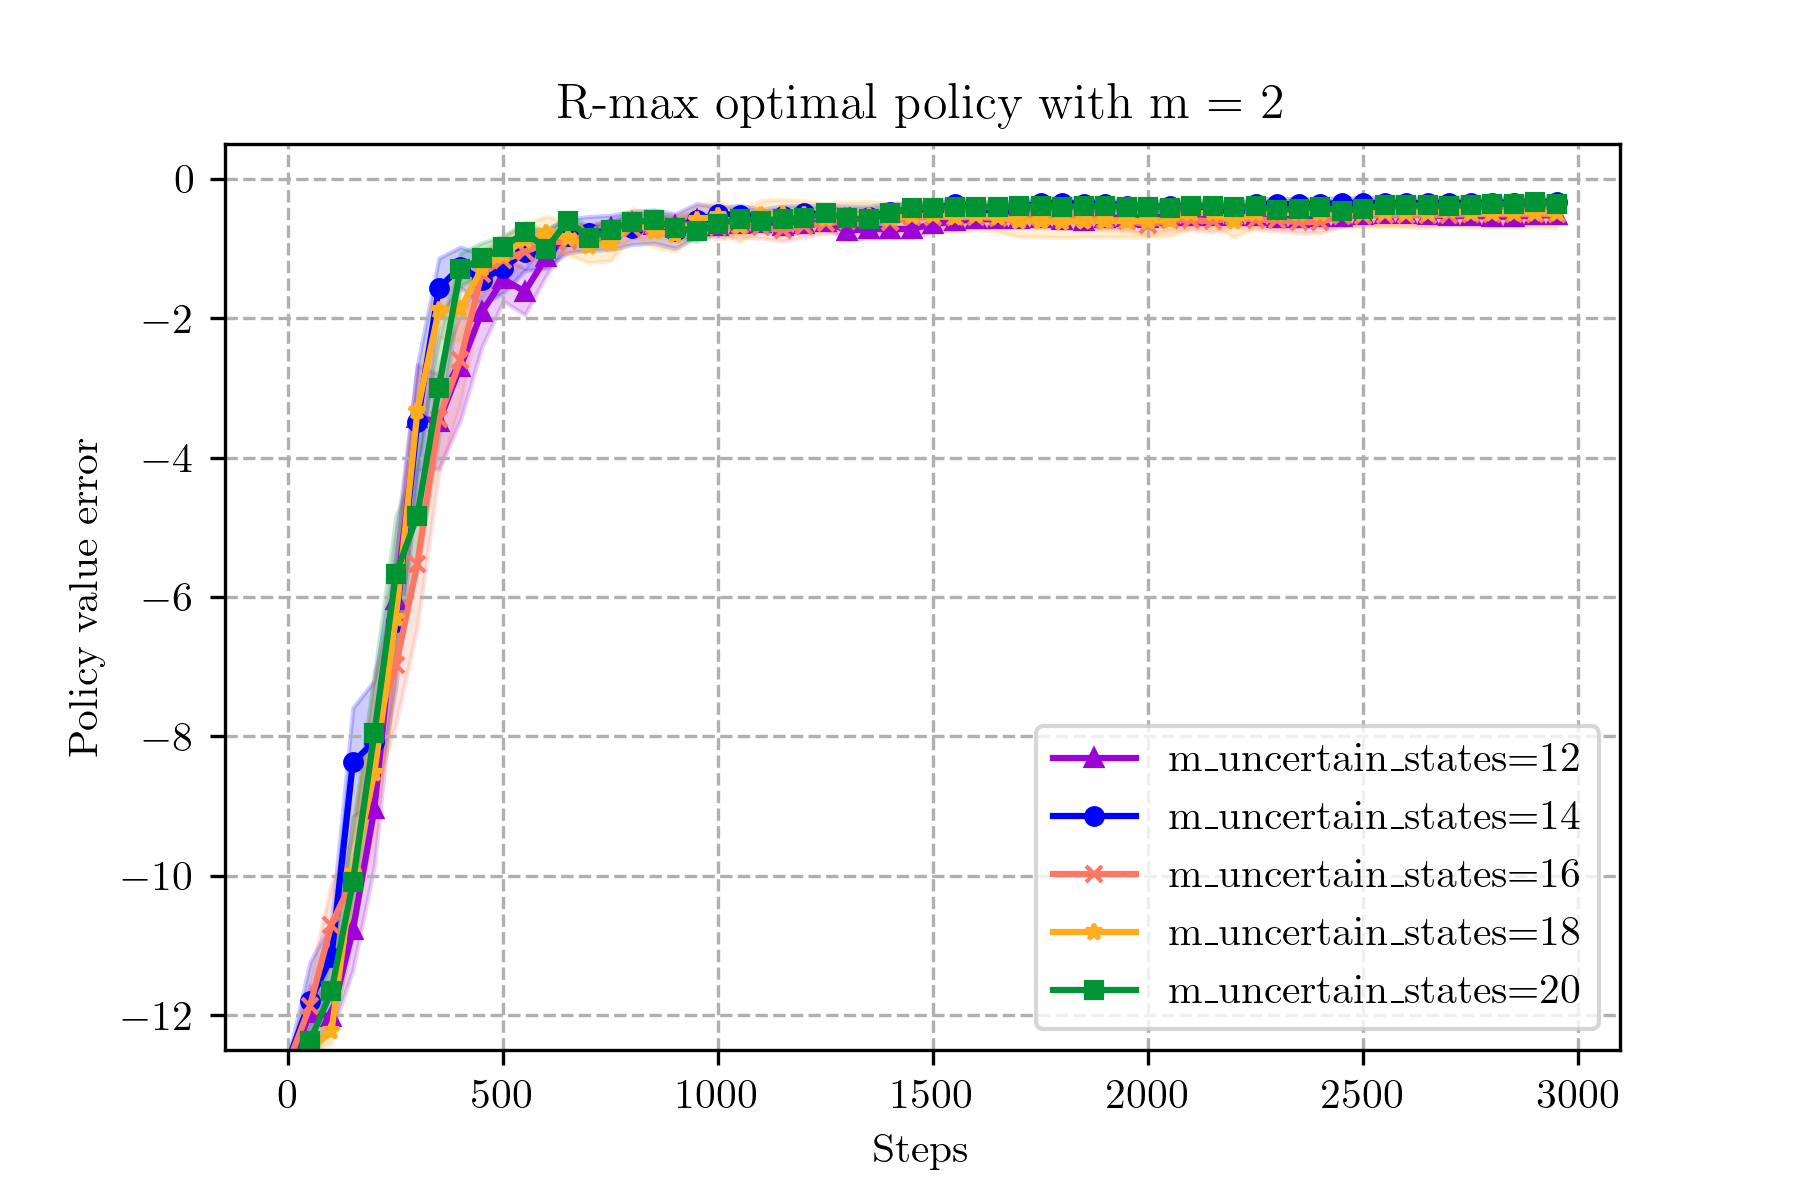 R-max optimal policy with m = 2
Policy value error
0
−2
−4
−6
−8
−10
−12
m_uncertain_states=12
m_uncertain_states=14
m_uncertain_states=16
m_uncertain_states=18
m_uncertain_states=20
0 500 1000 1500 2000 2500 3000
Steps